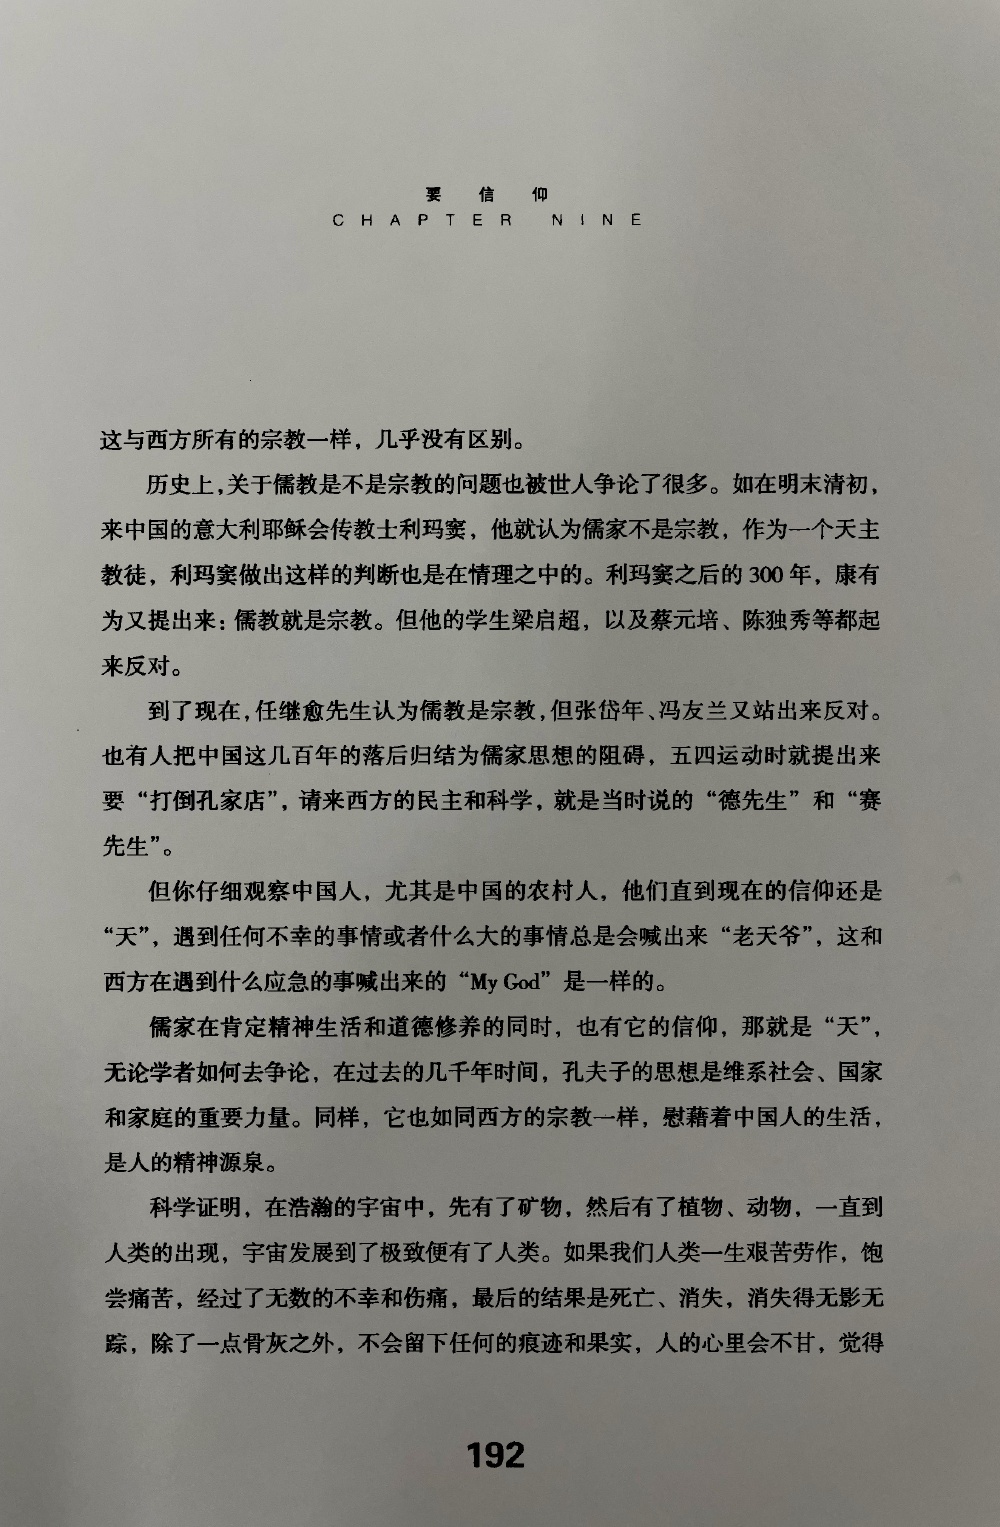 要信仰
CHAPTER NINE
这与西方所有的宗教一样，几乎没有区别。
历史上，关于儒教是不是宗教的问题也被世人争论了很多。如在明末清初，
来中国的意大利耶稣会传教士利玛窦，他就认为儒家不是宗教，作为一个天主
教徒，利玛窦做出这样的判断也是在情理之中的。利玛窦之后的 300 年，康有
为又提出来：儒教就是宗教。但他的学生梁启超，以及蔡元培、陈独秀等都起
来反对。
到了现在，任继愈先生认为儒教是宗教，但张岱年、冯友兰又站出来反对。
也有人把中国这几百年的落后归结为儒家思想的阻碍，五四运动时就提出来
要“打倒孔家店”，请来西方的民主和科学，就是当时说的“德先生”和“赛
先生”。
但你仔细观察中国人，尤其是中国的农村人，他们直到现在的信仰还是
“天”，遇到任何不幸的事情或者什么大的事情总是会喊出来“老天爷”，这和
西方在遇到什么应急的事喊出来的“My God”是一样的。
儒家在肯定精神生活和道德修养的同时，也有它的信仰，那就是“天”，
无论学者如何去争论，在过去的几千年时间，孔夫子的思想是维系社会、国家
和家庭的重要力量。同样，它也如同西方的宗教一样，慰藉着中国人的生活，
是人的精神源泉。
科学证明，在浩瀚的宇宙中，先有了矿物，然后有了植物、动物，一直到
人类的出现，宇宙发展到了极致便有了人类。如果我们人类一生艰苦劳作，饱
尝痛苦，经过了无数的不幸和伤痛，最后的结果是死亡、消失，消失得无影无
踪，除了一点骨灰之外，不会留下任何的痕迹和果实，人的心里会不甘，觉得
192